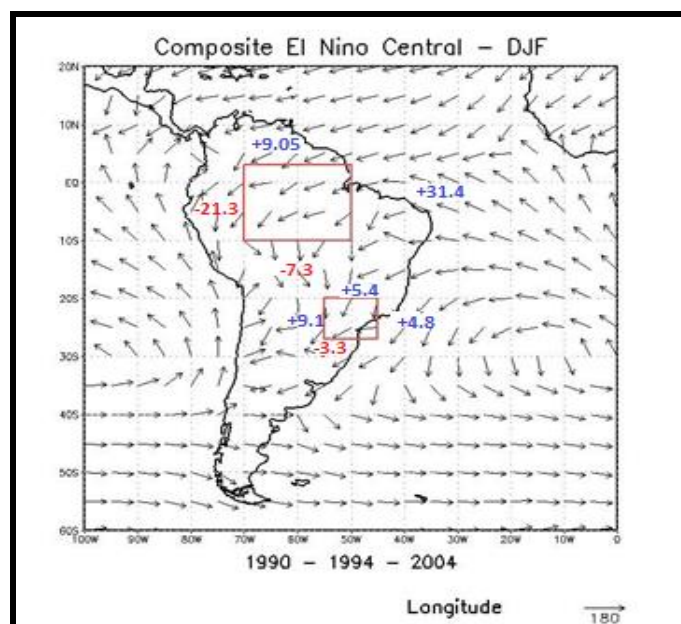 Composite El Nino Central - DJF
20N
10N
+9.05
EQ
+31.4
-21.3
10S
-7.3
+5.4
20S
+9.1
+4.8
-3.3
30S
40S
50S
60S
100W 90W 80W 70W 60W 50W 40W 30W 20W 10W 0
1990 - 1994 - 2004
Longitude
180